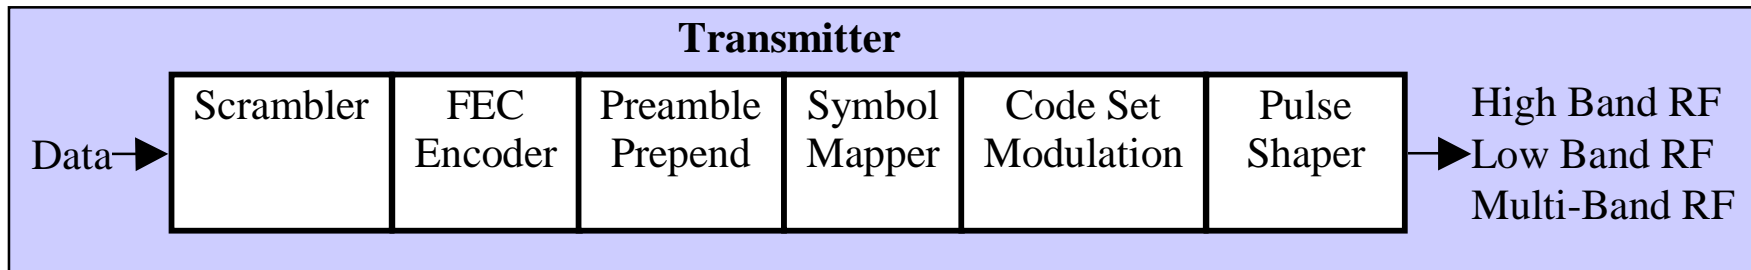 Transmitter
Data
Scrambler
FEC
Encoder
Preamble
Prepend
Symbol
Mapper
Code Set
Modulation
Pulse
Shaper
High Band RF
Low Band RF
Multi-Band RF